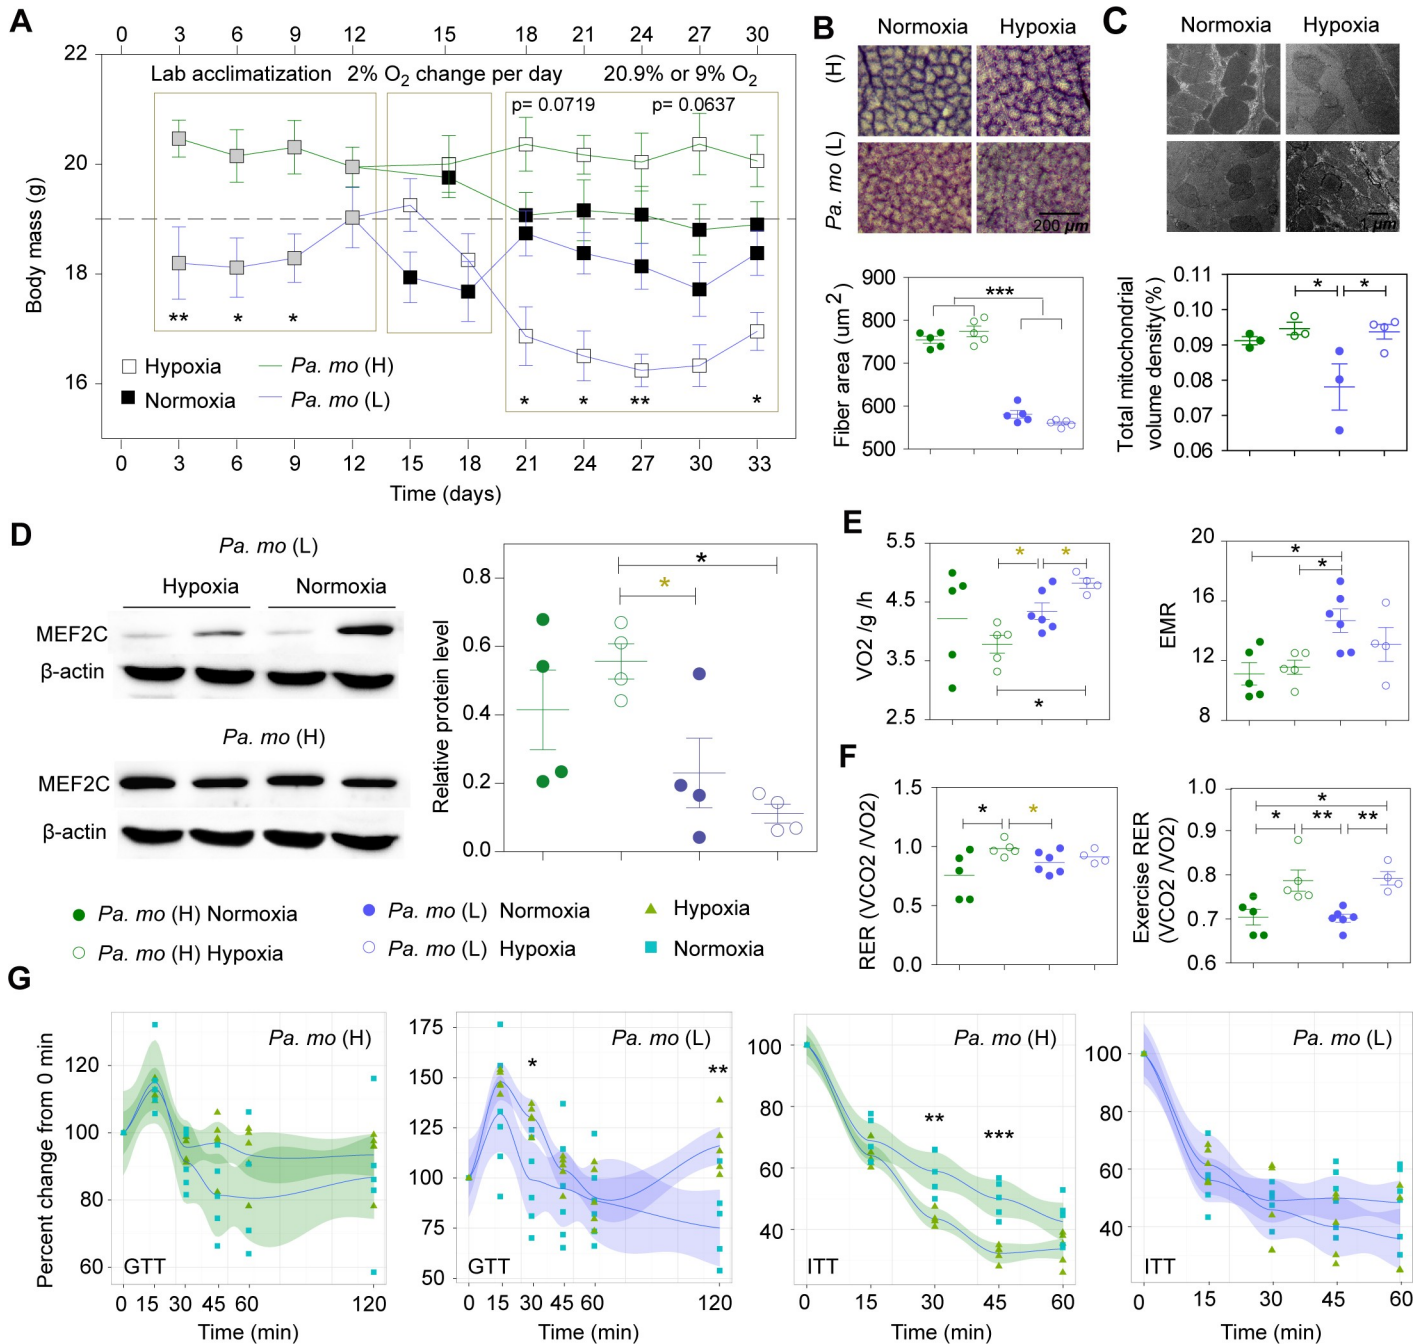 A
0 3 6 9 12 15 18 21 24 27 30
22
20
18
16
Body mass (g)
Lab acclimatization 2% O2 change per day 20.9% or 9% O2
p= 0.0719 p= 0.0637
** * *
* * ** *
Hypoxia Pa. mo (H)
Normoxia Pa. mo (L)
0 3 6 9 12 15 18 21 24 27 30 33
Time (days)
B
Normoxia Hypoxia
(H)
Pa. mo (L)
200 μm
900
800
700
600
500
Fiber area (um2)
***
C
Normoxia Hypoxia
1 μm
0.11
0.10
0.09
0.08
0.07
0.06
Total mitochondrial
volume density(%)
* *
D
Pa. mo (L)
Hypoxia Normoxia
MEF2C
β-actin
Pa. mo (H)
MEF2C
β-actin
0.8
0.6
0.4
0.2
0.0
Relative protein level
*
*
E
5.5
4.5
3.5
2.5
VO2 /g /h
* *
*
20
16
12
8
EMR
*
*
F
1.5
1.0
0.5
0.0
RER (VCO2 /VO2)
* *
1.0
0.9
0.8
0.7
0.6
Exercise RER
(VCO2 /VO2)
*
* ** **
Pa. mo (H) Normoxia Pa. mo (L) Normoxia Hypoxia
Pa. mo (H) Hypoxia Pa. mo (L) Hypoxia Normoxia
G
Percent change from 0 min
120
100
80
60
Pa. mo (H)
GTT
0 15 30 45 60 120
Time (min)
175
150
125
100
75
50
Pa. mo (L)
* **
GTT
0 15 30 45 60 120
Time (min)
100
80
60
40
Pa. mo (H)
** ***
ITT
0 15 30 45 60
Time (min)
100
80
60
40
Pa. mo (L)
ITT
0 15 30 45 60
Time (min)